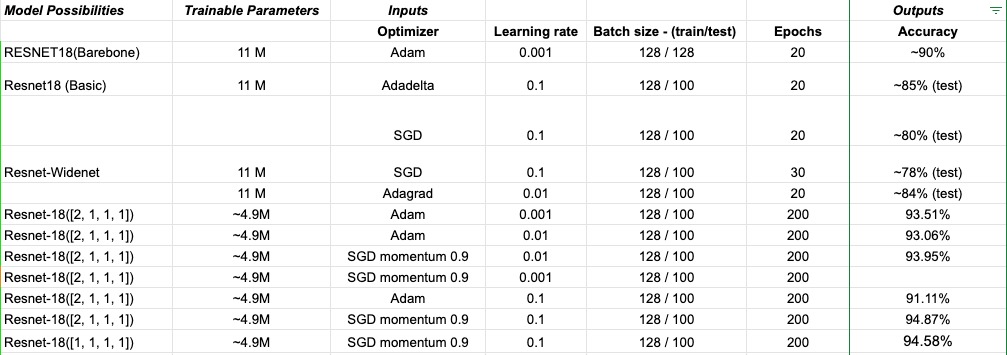 Model Possibilities Trainable Parameters Inputs Outputs
Optimizer Learning rate Batch size - (train/test) Epochs Accuracy
RESNET18(Barebone) 11 M Adam 0.001 128 / 128 20 ~90%
Resnet18 (Basic) 11 M Adadelta 0.1 128 / 100 20 ~85% (test)
SGD 0.1 128 / 100 20 ~80% (test)
Resnet-Widenet 11 M SGD 0.1 128 / 100 30 ~78% (test)
11 M Adagrad 0.01 128 / 100 20 ~84% (test)
Resnet-18([2, 1, 1, 1]) ~4.9M Adam 0.001 128 / 100 200 93.51%
Resnet-18([2, 1, 1, 1]) ~4.9M Adam 0.01 128 / 100 200 93.06%
Resnet-18([2, 1, 1, 1]) ~4.9M SGD momentum 0.9 0.01 128 / 100 200 93.95%
Resnet-18([2, 1, 1, 1]) ~4.9M SGD momentum 0.9 0.001 128 / 100 200
Resnet-18([2, 1, 1, 1]) ~4.9M Adam 0.1 128 / 100 200 91.11%
Resnet-18([2, 1, 1, 1]) ~4.9M SGD momentum 0.9 0.1 128 / 100 200 94.87%
Resnet-18([1, 1, 1, 1]) ~4.9M SGD momentum 0.9 0.1 128 / 100 200 94.58%